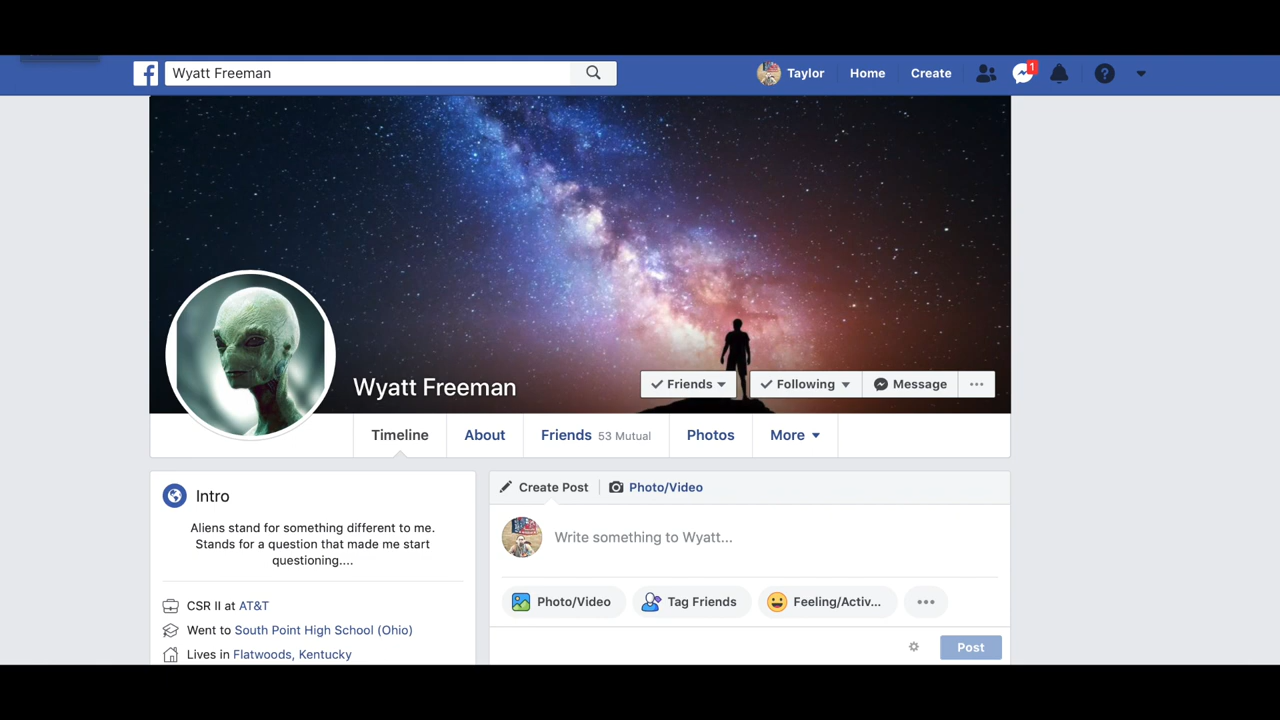 Wyatt Freeman
Taylor Home Create 1
Wyatt Freeman
Friends Following Message
Timeline About Friends 53 Mutual Photos More
Intro
Aliens stand for something different to me.
Stands for a question that made me start
questioning....
CSR II at AT&T
Went to South Point High School (Ohio)
Lives in Flatwoods, Kentucky
Create Post Photo/Video
Write something to Wyatt...
Photo/Video Tag Friends Feeling/Activ...
Post